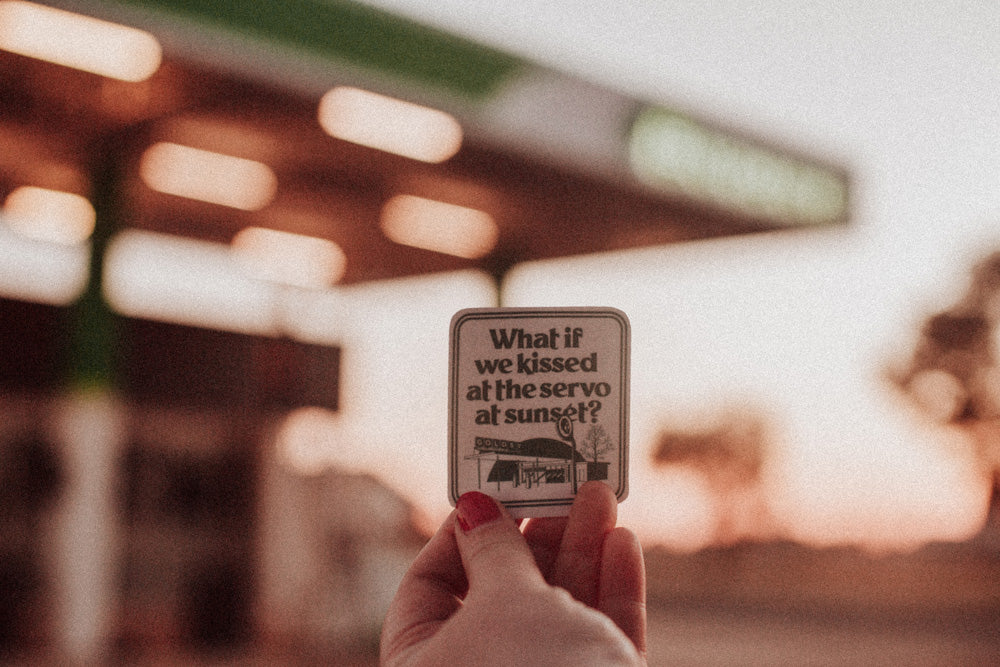 What if
we kissed
at the servo
at sunset?